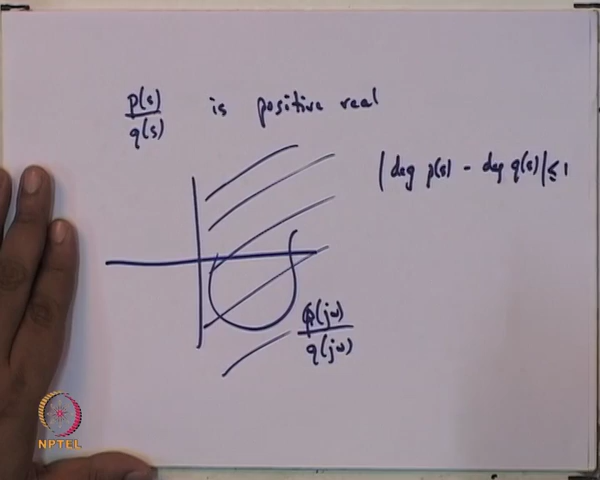 p(s)/q(s) is positive real
|deg p(s) - deg q(s)| ≤ 1
p(jω)/q(jω)
NPTEL